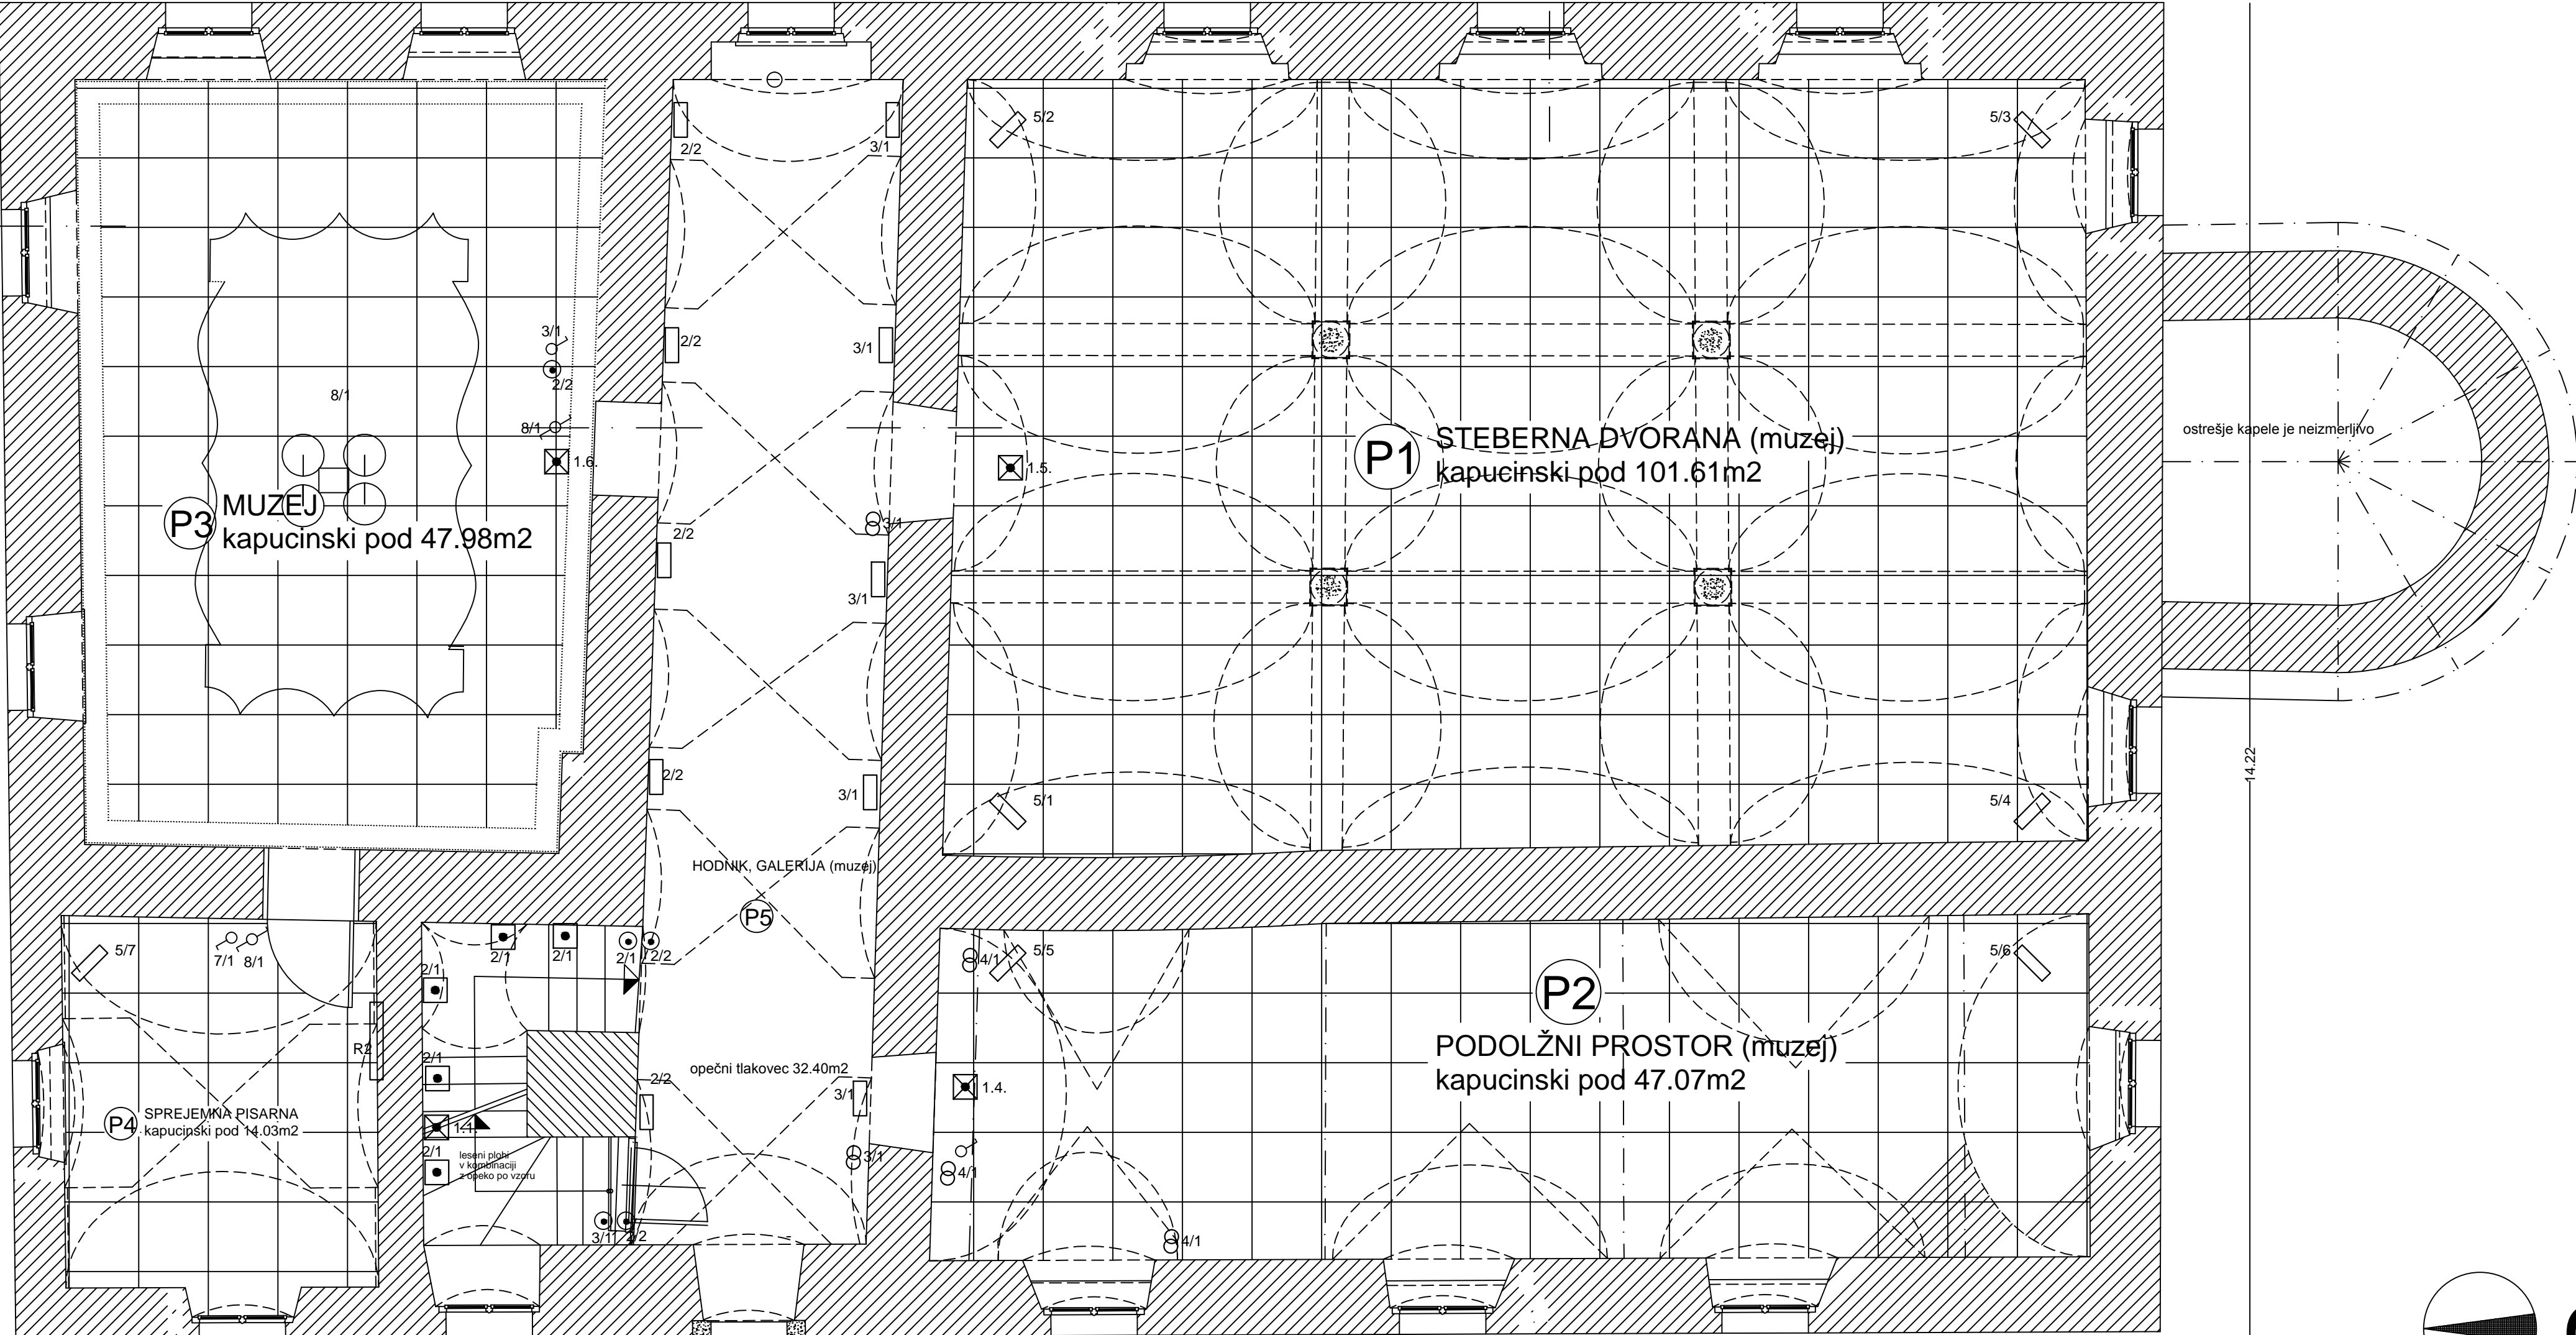 5/2
5/3
2/2
3/1
2/2
3/1
3/1
2/2
8/1
8/1
1.6.
1.5.
P1
STEBERNA DVORANA (muzej)
kapucinski pod 101.61m2
ostrešje kapele je neizmerljivo
P3
MUZEJ
kapucinski pod 47.98m2
2/2
3/1
3/1
2/2
3/1
5/1
5/4
14.22
HODNIK, GALERIJA (muzej)
P5
5/7
7/1
8/1
2/1
2/1
2/1
2/1
2/2
4/1
5/5
5/6
P2
PODOLŽNI PROSTOR (muzej)
kapucinski pod 47.07m2
R2
2/1
opečni tlakovec 32.40m2
2/2
3/1
1.4.
P4
SPREJEMNA PISARNA
kapucinski pod 14.03m2
1.1.
2/1
leseni plohi
v kombinaciji
z opeko po vzoru
3/1
4/1
3/1
2/2
4/1